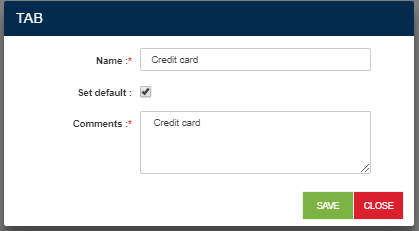 TAB
Name :* Credit card
Set default :
Comments :* Credit card
SAVE CLOSE